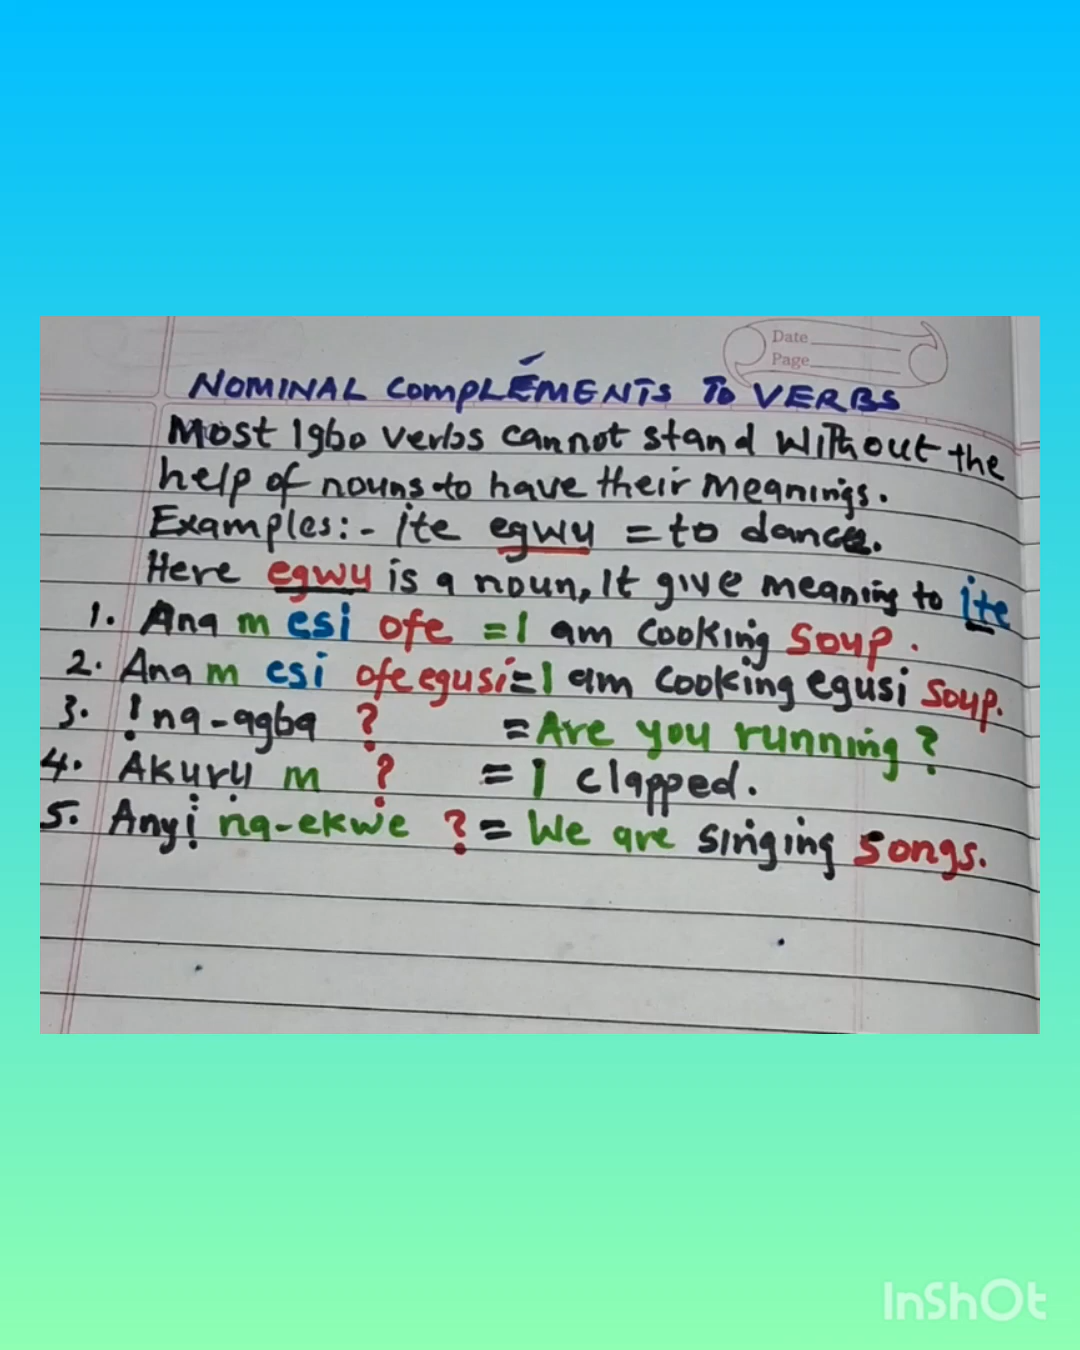 Date
Page
NOMINAL COMPLÉMENTS TO VERBS
Most Igbo verbs cannot stand without the
help of nouns to have their meanings.
Examples:- ite egwu = to dance.
Here egwu is a noun, It give meaning to ite
1. Ana m esi ofe = I am cooking Soup.
2. Ana m esi ofe egusi = I am cooking egusi Soup.
3. Ị na-agba ? = Are you running ?
4. Akuru m ? = I clapped.
5. Anyị na-ekwe ? = We are singing songs.
InShOt